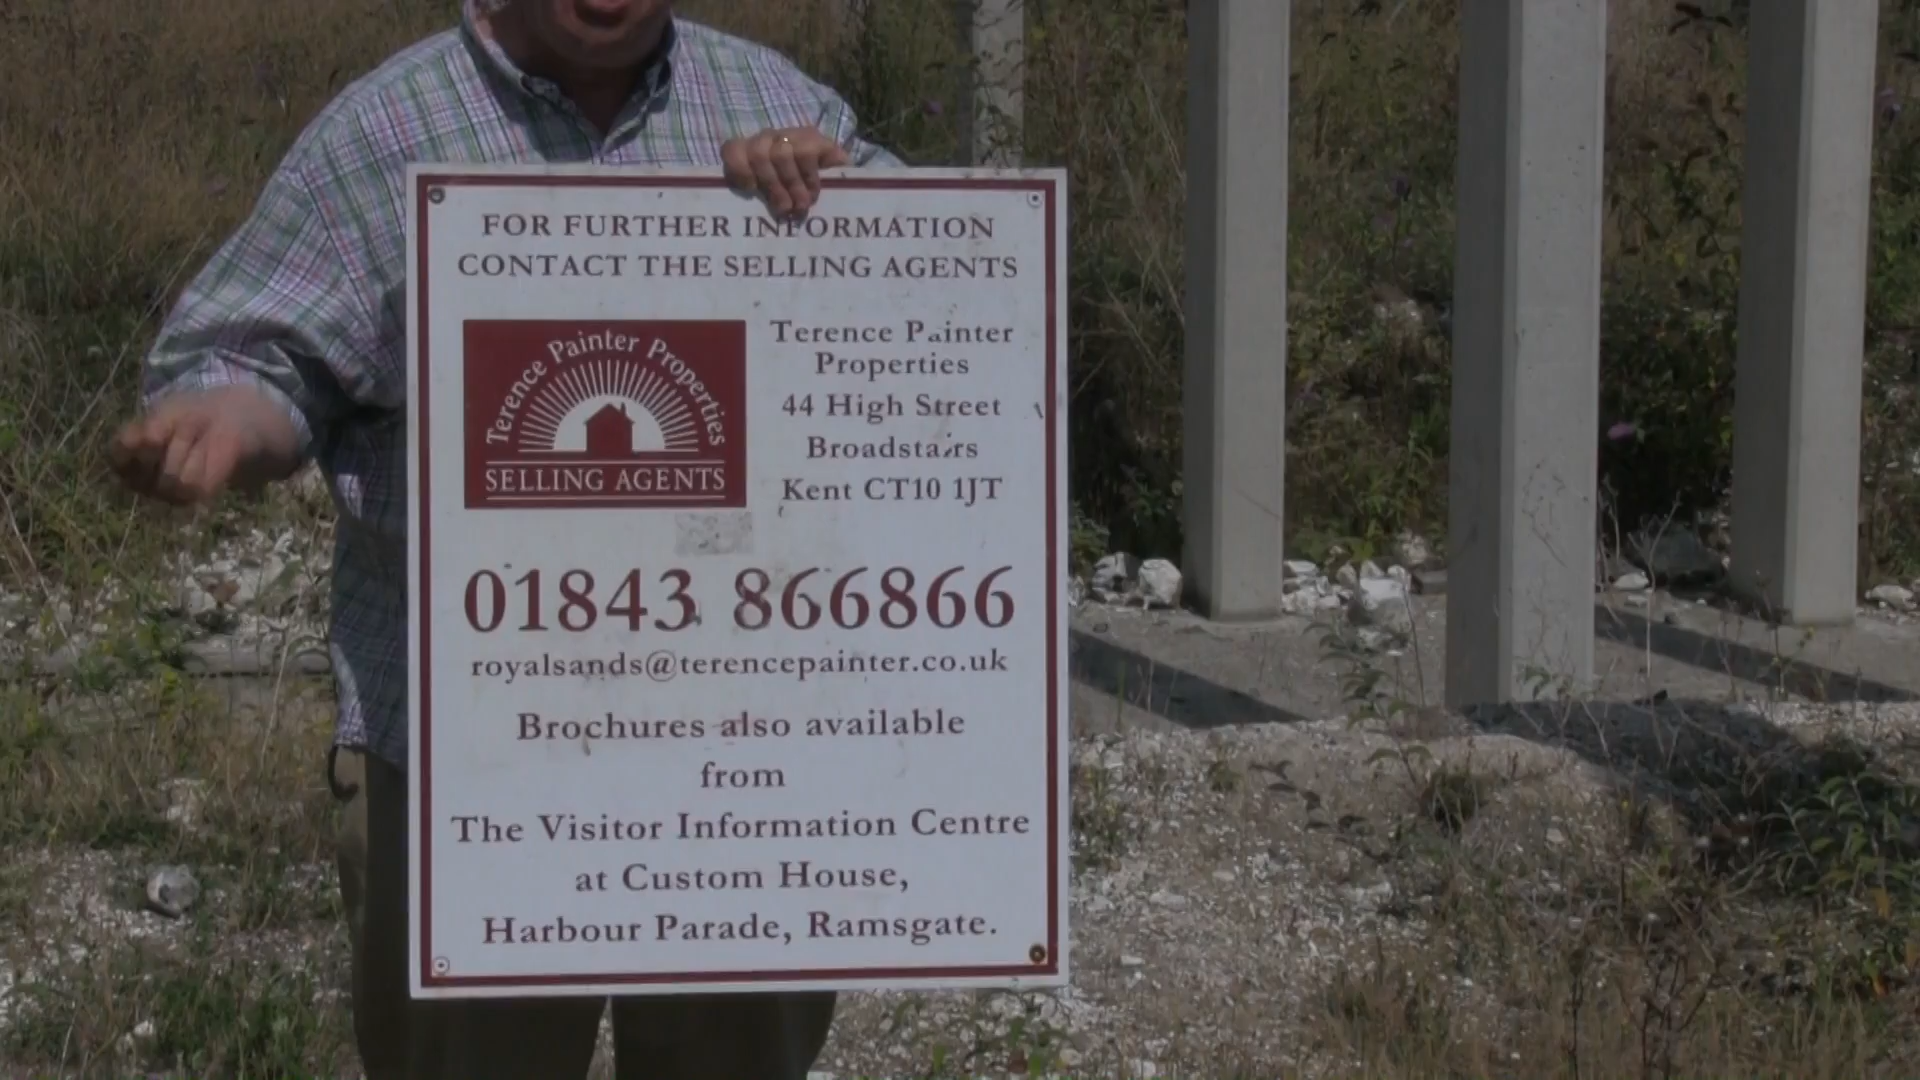 FOR FURTHER INFORMATION
CONTACT THE SELLING AGENTS
Terence Painter Properties
SELLING AGENTS
Terence Painter
Properties
44 High Street
Broadstairs
Kent CT10 1JT
01843 866866
royalsands@terencepainter.co.uk
Brochures also available
from
The Visitor Information Centre
at Custom House,
Harbour Parade, Ramsgate.